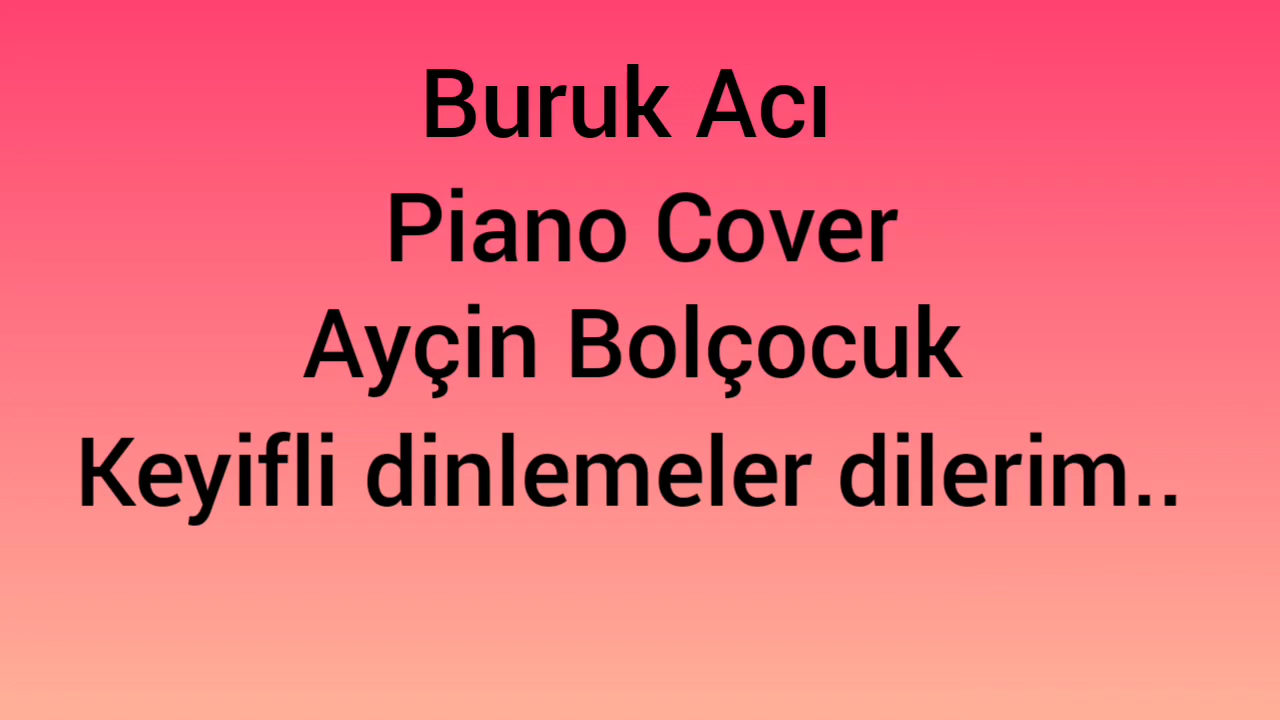 Buruk Acı
Piano Cover
Ayçin Bolçocuk
Keyifli dinlemeler dilerim..